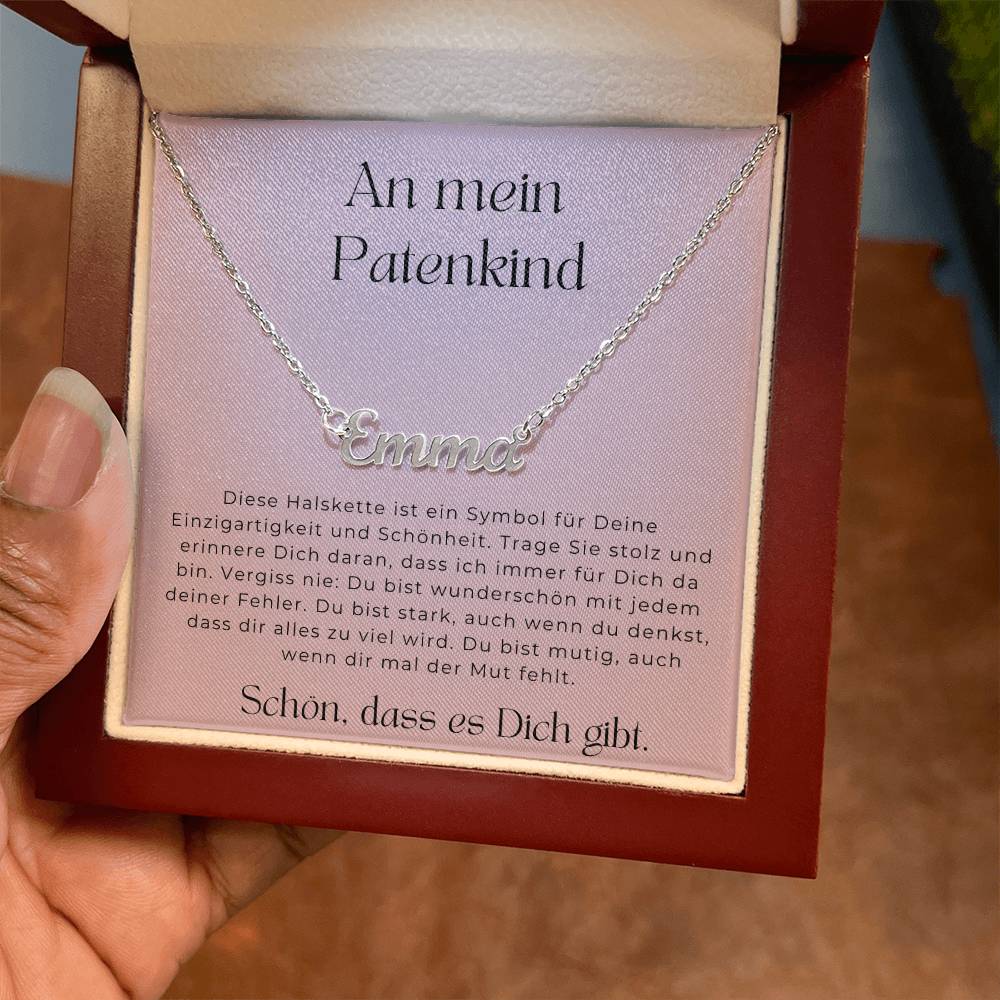 An mein
Patenkind
Emma
Diese Halskette ist ein Symbol für Deine
Einzigartigkeit und Schönheit. Trage Sie stolz und
erinnere Dich daran, dass ich immer für Dich da
bin. Vergiss nie: Du bist wunderschön mit jedem
deiner Fehler. Du bist stark, auch wenn du denkst,
dass dir alles zu viel wird. Du bist mutig, auch
wenn dir mal der Mut fehlt.
Schön, dass es Dich gibt.